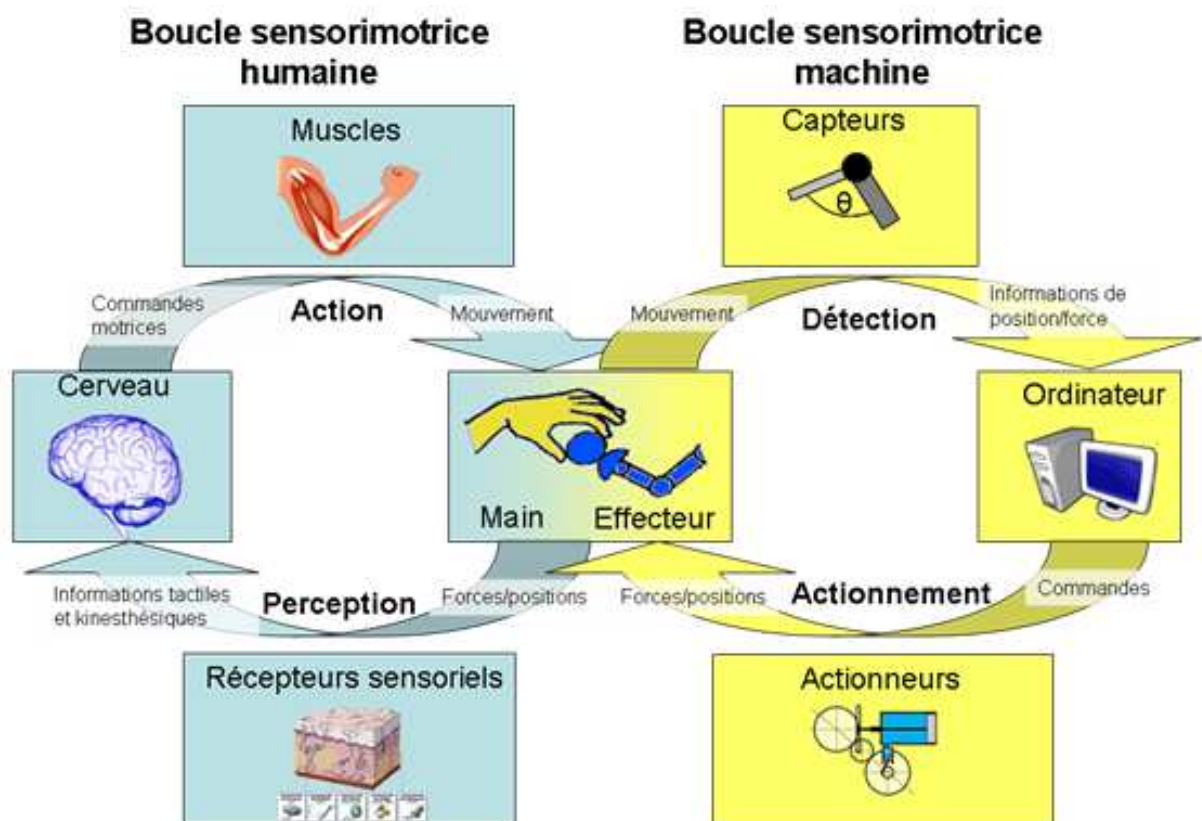 Boucle sensorimotrice
humaine
Boucle sensorimotrice
machine
Muscles
Capteurs
θ
Commandes
motrices
Action
Mouvement
Mouvement
Détection
Informations de
position/force
Cerveau
Main
Effecteur
Ordinateur
Informations tactiles
et kinesthésiques
Perception
Forces/positions
Forces/positions
Actionnement
Commandes
Récepteurs sensoriels
Actionneurs